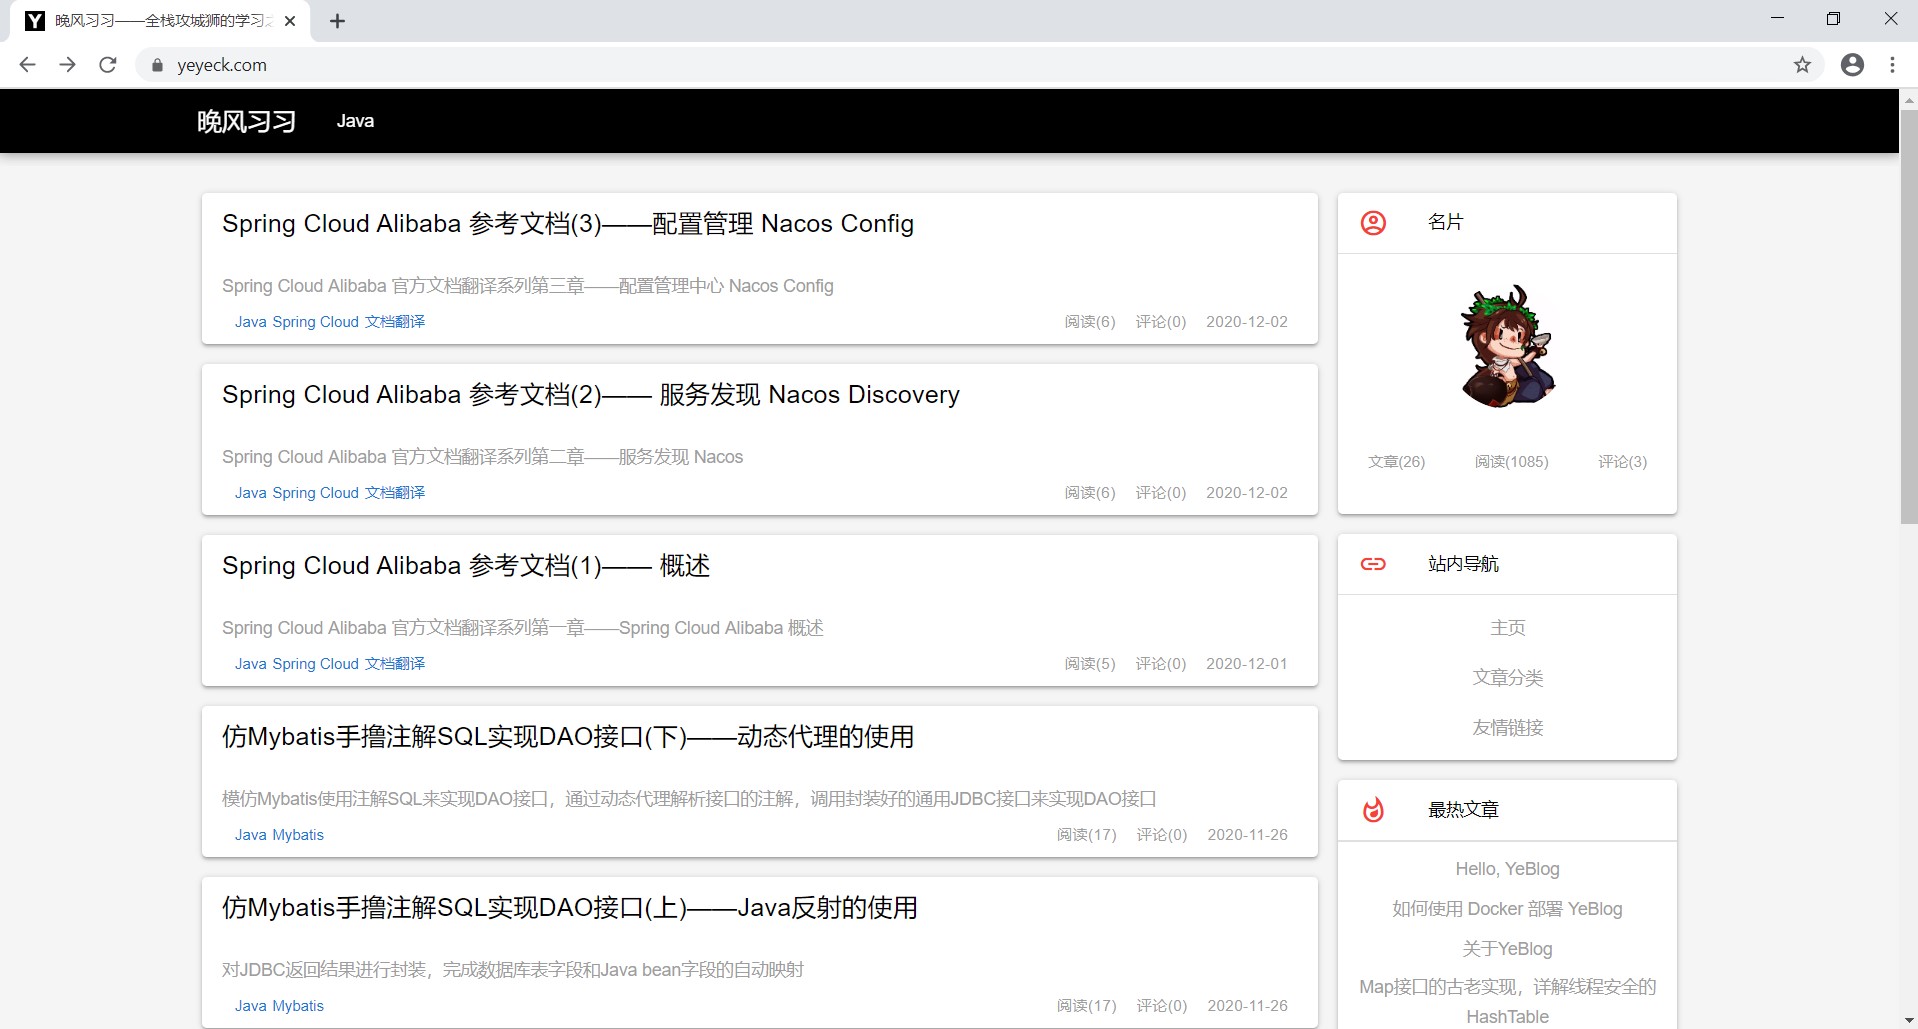 Y 晚风习习——全栈攻城狮的学习之
yeyeck.com
晚风习习 Java
Spring Cloud Alibaba 参考文档(3)——配置管理 Nacos Config
Spring Cloud Alibaba 官方文档翻译系列第三章——配置管理中心 Nacos Config
Java Spring Cloud 文档翻译 阅读(6) 评论(0) 2020-12-02
Spring Cloud Alibaba 参考文档(2)—— 服务发现 Nacos Discovery
Spring Cloud Alibaba 官方文档翻译系列第二章——服务发现 Nacos
Java Spring Cloud 文档翻译 阅读(6) 评论(0) 2020-12-02
Spring Cloud Alibaba 参考文档(1)—— 概述
Spring Cloud Alibaba 官方文档翻译系列第一章——Spring Cloud Alibaba 概述
Java Spring Cloud 文档翻译 阅读(5) 评论(0) 2020-12-01
仿Mybatis手撸注解SQL实现DAO接口(下)——动态代理的使用
模仿Mybatis使用注解SQL来实现DAO接口，通过动态代理解析接口的注解，调用封装好的通用JDBC接口来实现DAO接口
Java Mybatis 阅读(17) 评论(0) 2020-11-26
仿Mybatis手撸注解SQL实现DAO接口(上)——Java反射的使用
对JDBC返回结果进行封装，完成数据库表字段和Java bean字段的自动映射
Java Mybatis 阅读(17) 评论(0) 2020-11-26
名片
文章(26) 阅读(1085) 评论(3)
站内导航
主页
文章分类
友情链接
最热文章
Hello, YeBlog
如何使用 Docker 部署 YeBlog
关于YeBlog
Map接口的古老实现，详解线程安全的
HashTable